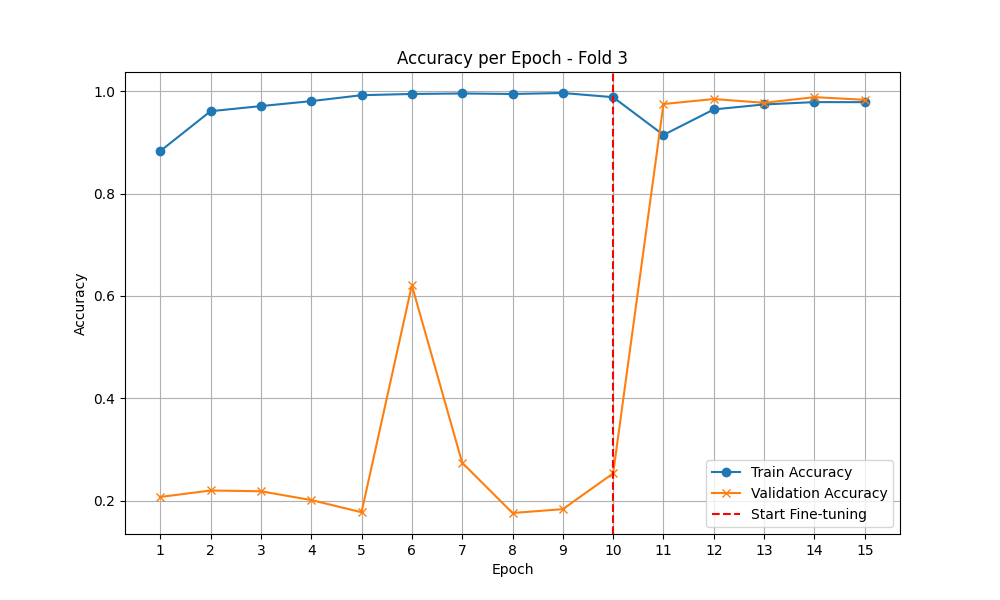 Accuracy per Epoch - Fold 3
1.0
0.8
0.6
0.4
0.2
Accuracy
1 2 3 4 5 6 7 8 9 10 11 12 13 14 15
Epoch
Train Accuracy
Validation Accuracy
Start Fine-tuning